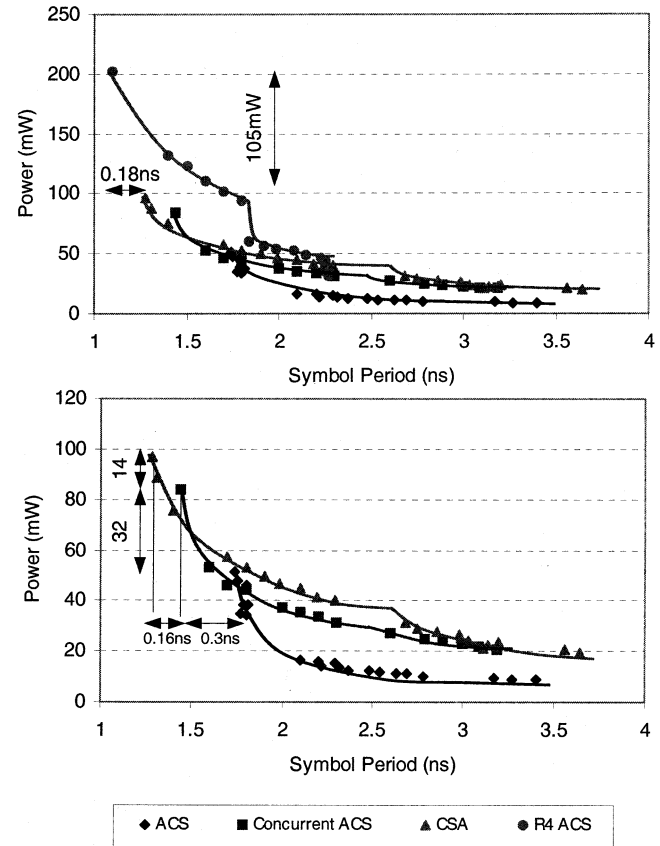 250
200
150
100
50
0
Power (mW)
105mW
0.18ns
1 1.5 2 2.5 3 3.5 4
Symbol Period (ns)
120
100
80
60
40
20
0
Power (mW)
14
32
0.16ns 0.3ns
1 1.5 2 2.5 3 3.5 4
Symbol Period (ns)
ACS Concurrent ACS CSA R4 ACS